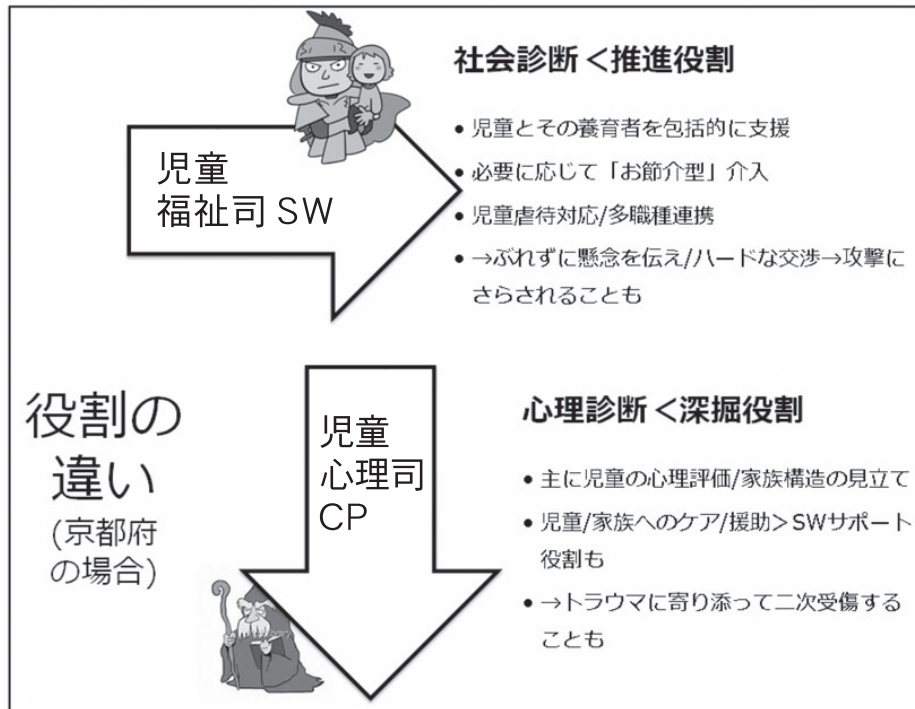 社会診断＜推進役割
児童
福祉司 SW
• 児童とその養育者を包括的に支援
• 必要に応じて「お節介型」介入
• 児童虐待対応/多職種連携
• →ぶれずに懸念を伝え/ハードな交渉→攻撃に
さらされることも
役割の
違い
(京都府
の場合)
児童
心理司
CP
心理診断＜深掘役割
• 主に児童の心理評価/家族構造の見立て
• 児童/家族へのケア/援助＞SWサポート
役割も
• →トラウマに寄り添って二次受傷する
ことも